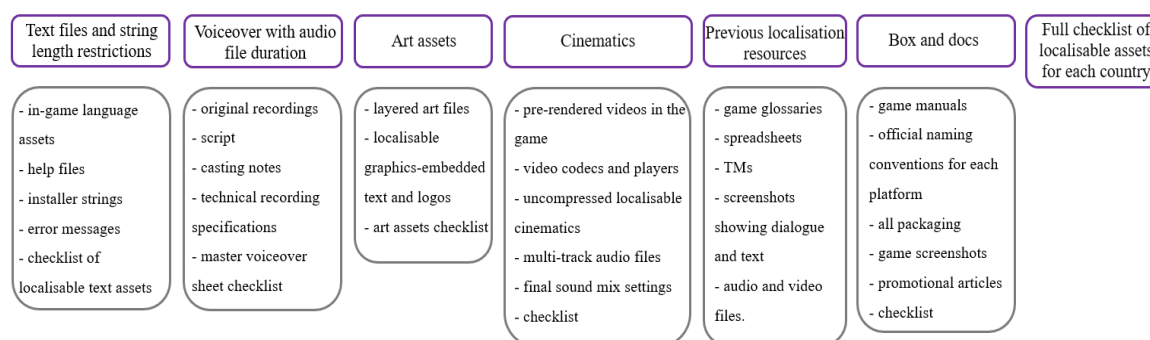 Text files and string
length restrictions
Voiceover with audio
file duration
Art assets
Cinematics
Previous localisation
resources
Box and docs
Full checklist of
localisable assets
for each country
- in-game language
assets
- help files
- installer strings
- error messages
- checklist of
localisable text assets
- original recordings
- script
- casting notes
- technical recording
specifications
- master voiceover
sheet checklist
- layered art files
- localisable
graphics-embedded
text and logos
- art assets checklist
- pre-rendered videos in the
game
- video codecs and players
- uncompressed localisable
cinematics
- multi-track audio files
- final sound mix settings
- checklist
- game glossaries
- spreadsheets
- TMs
- screenshots
showing dialogue
and text
- audio and video
files.
- game manuals
- official naming
conventions for each
platform
- all packaging
- game screenshots
- promotional articles
- checklist